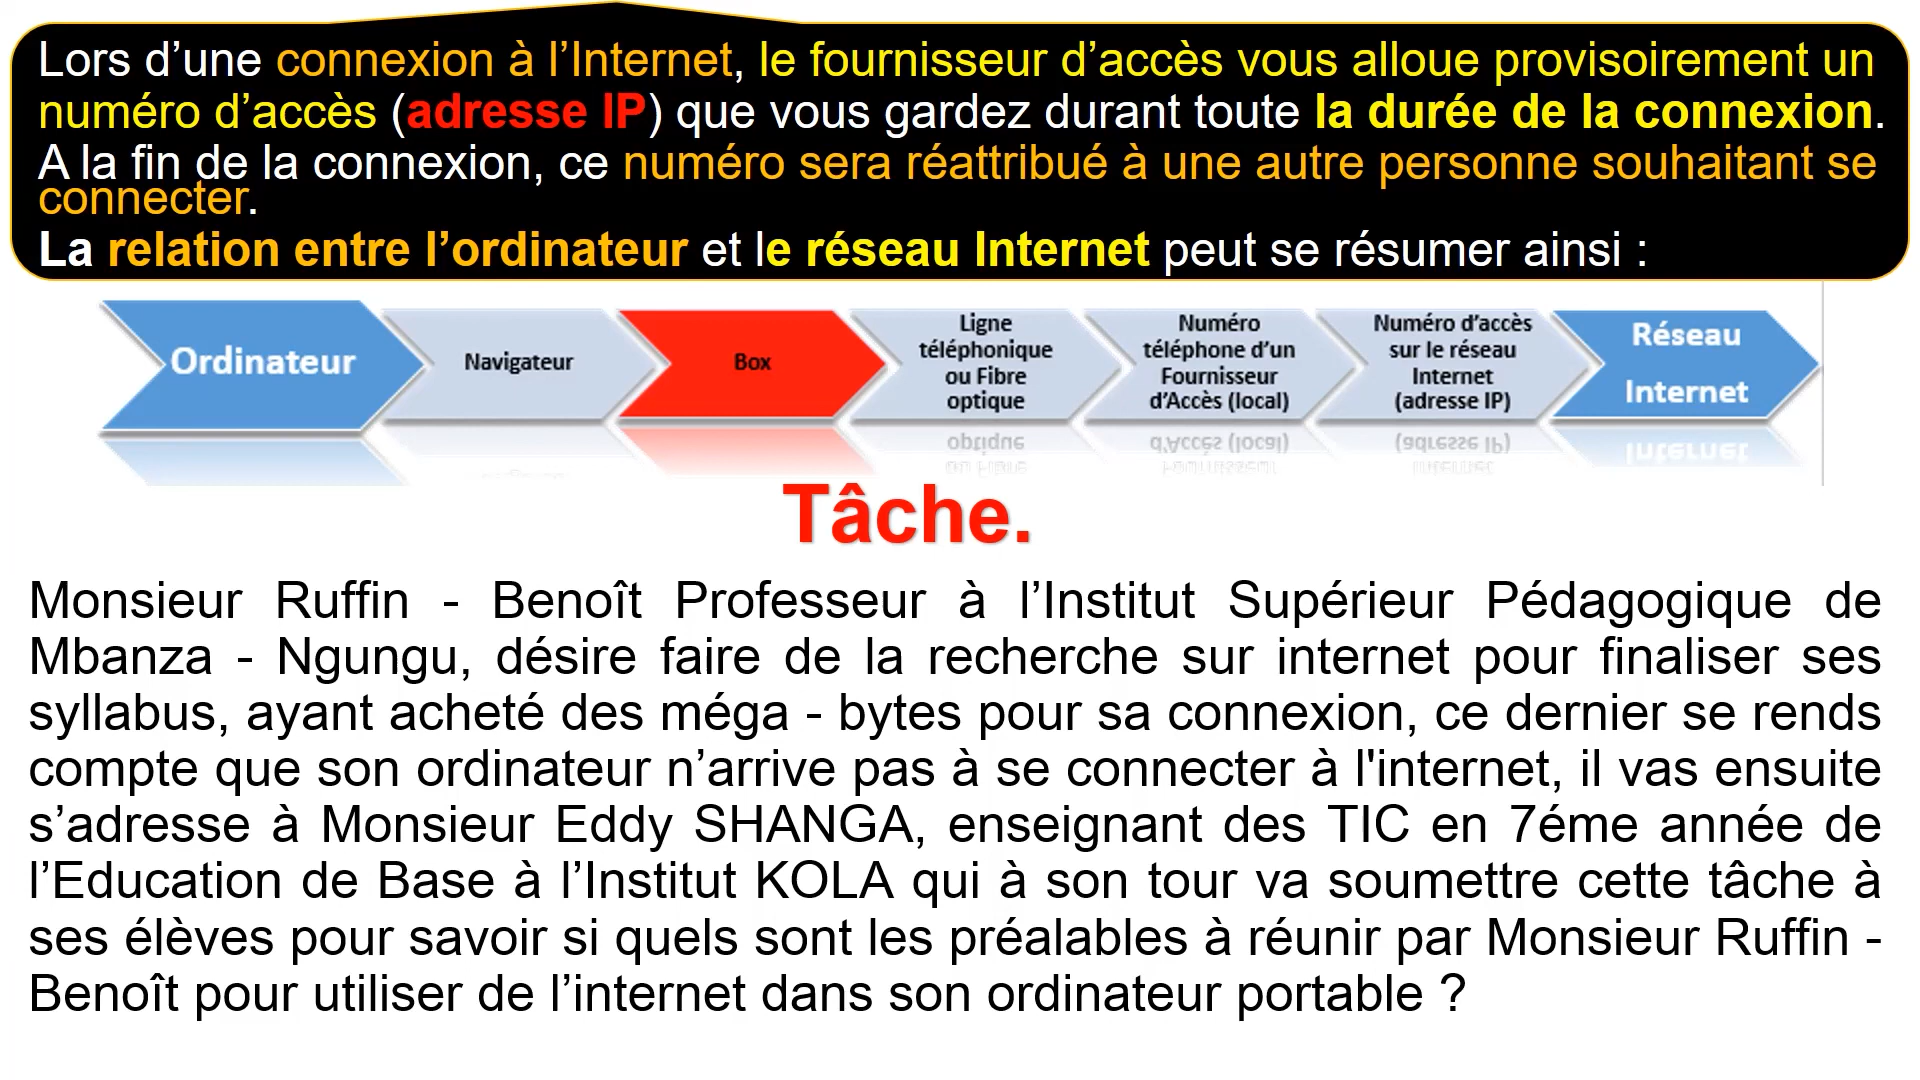 Lors d’une connexion à l’Internet, le fournisseur d’accès vous alloue provisoirement un
numéro d’accès (adresse IP) que vous gardez durant toute la durée de la connexion.
A la fin de la connexion, ce numéro sera réattribué à une autre personne souhaitant se
connecter.
La relation entre l’ordinateur et le réseau Internet peut se résumer ainsi :
Ordinateur
Navigateur
Box
Ligne
téléphonique
ou Fibre
optique
Numéro
téléphone d’un
Fournisseur
d’Accès (local)
Numéro d’accès
sur le réseau
Internet
(adresse IP)
Réseau
Internet
Tâche.
Monsieur Ruffin - Benoît Professeur à l’Institut Supérieur Pédagogique de
Mbanza - Ngungu, désire faire de la recherche sur internet pour finaliser ses
syllabus, ayant acheté des méga - bytes pour sa connexion, ce dernier se rends
compte que son ordinateur n’arrive pas à se connecter à l'internet, il vas ensuite
s’adresse à Monsieur Eddy SHANGA, enseignant des TIC en 7éme année de
l’Education de Base à l’Institut KOLA qui à son tour va soumettre cette tâche à
ses élèves pour savoir si quels sont les préalables à réunir par Monsieur Ruffin -
Benoît pour utiliser de l’internet dans son ordinateur portable ?